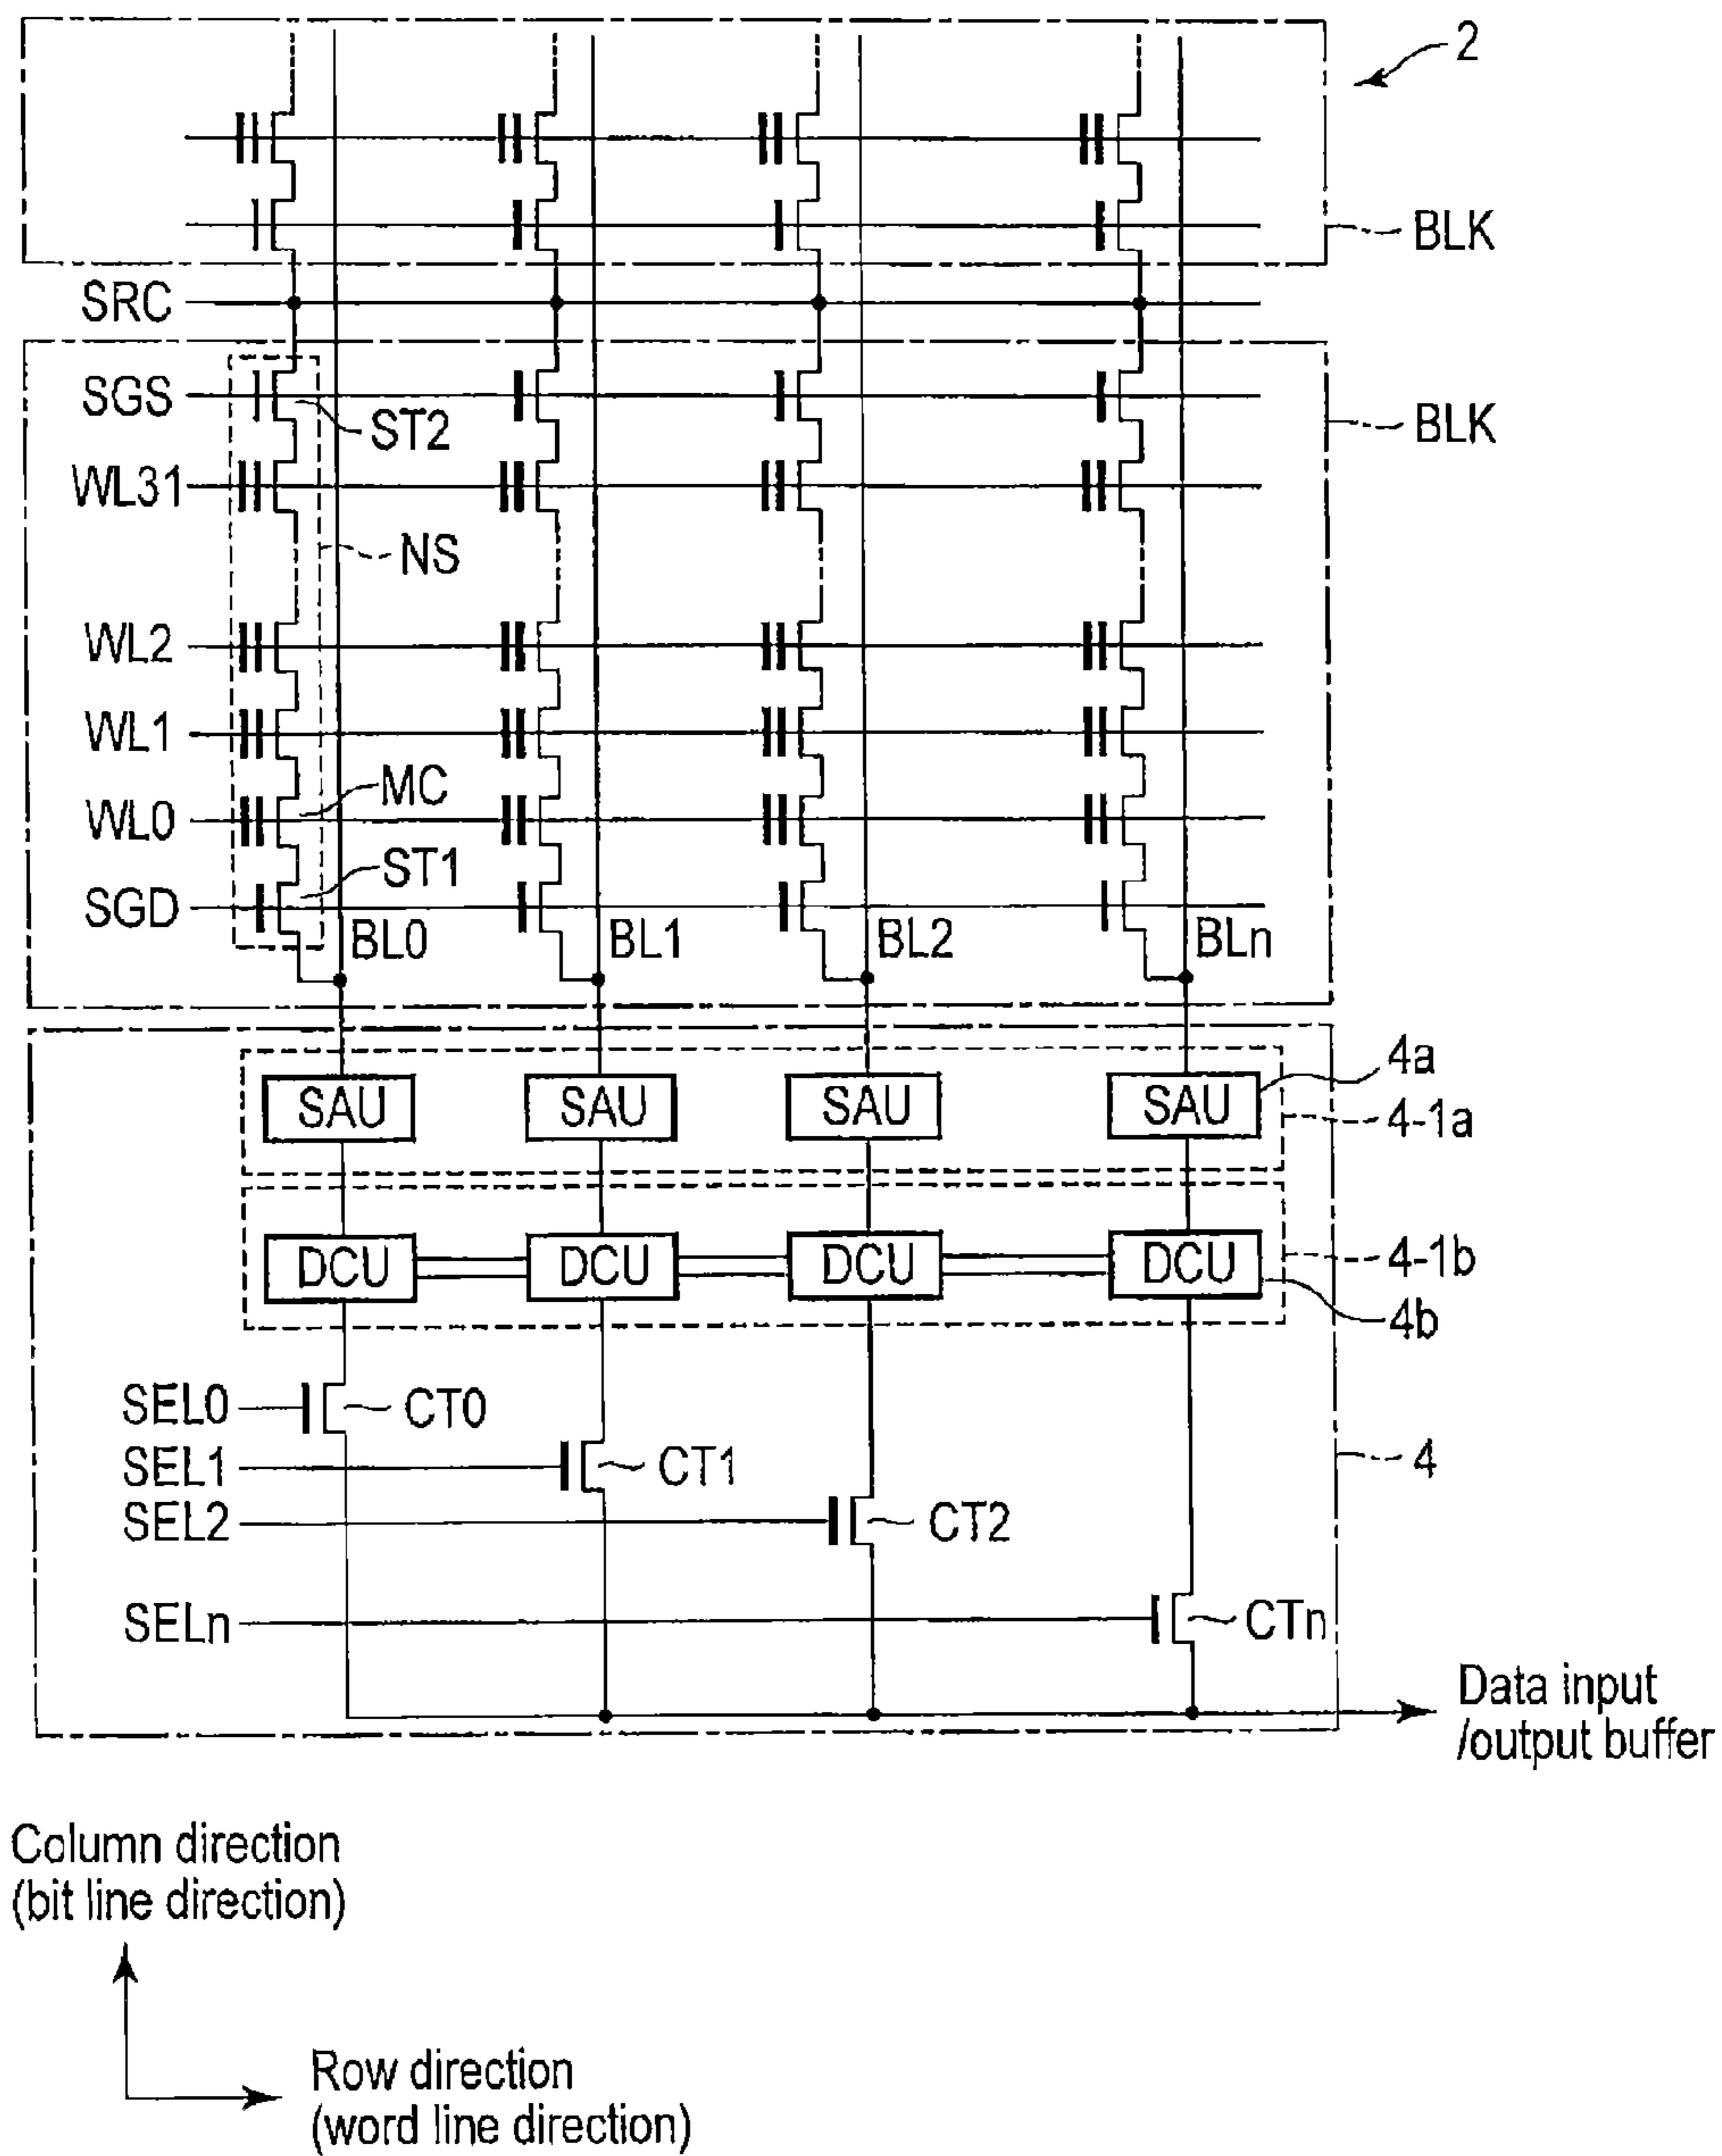 2
BLK
SRC
SGS
ST2
BLK
WL31
NS
WL2
WL1
MC
WL0
ST1
SGD
BL0 BL1 BL2 BLn
4a
SAU SAU SAU SAU
4-1a
DCU DCU DCU DCU
4-1b
4b
SEL0 CT0
SEL1 CT1
4
SEL2 CT2
SELn CTn
Data input
/output buffer
Column direction
(bit line direction)
Row direction
(word line direction)